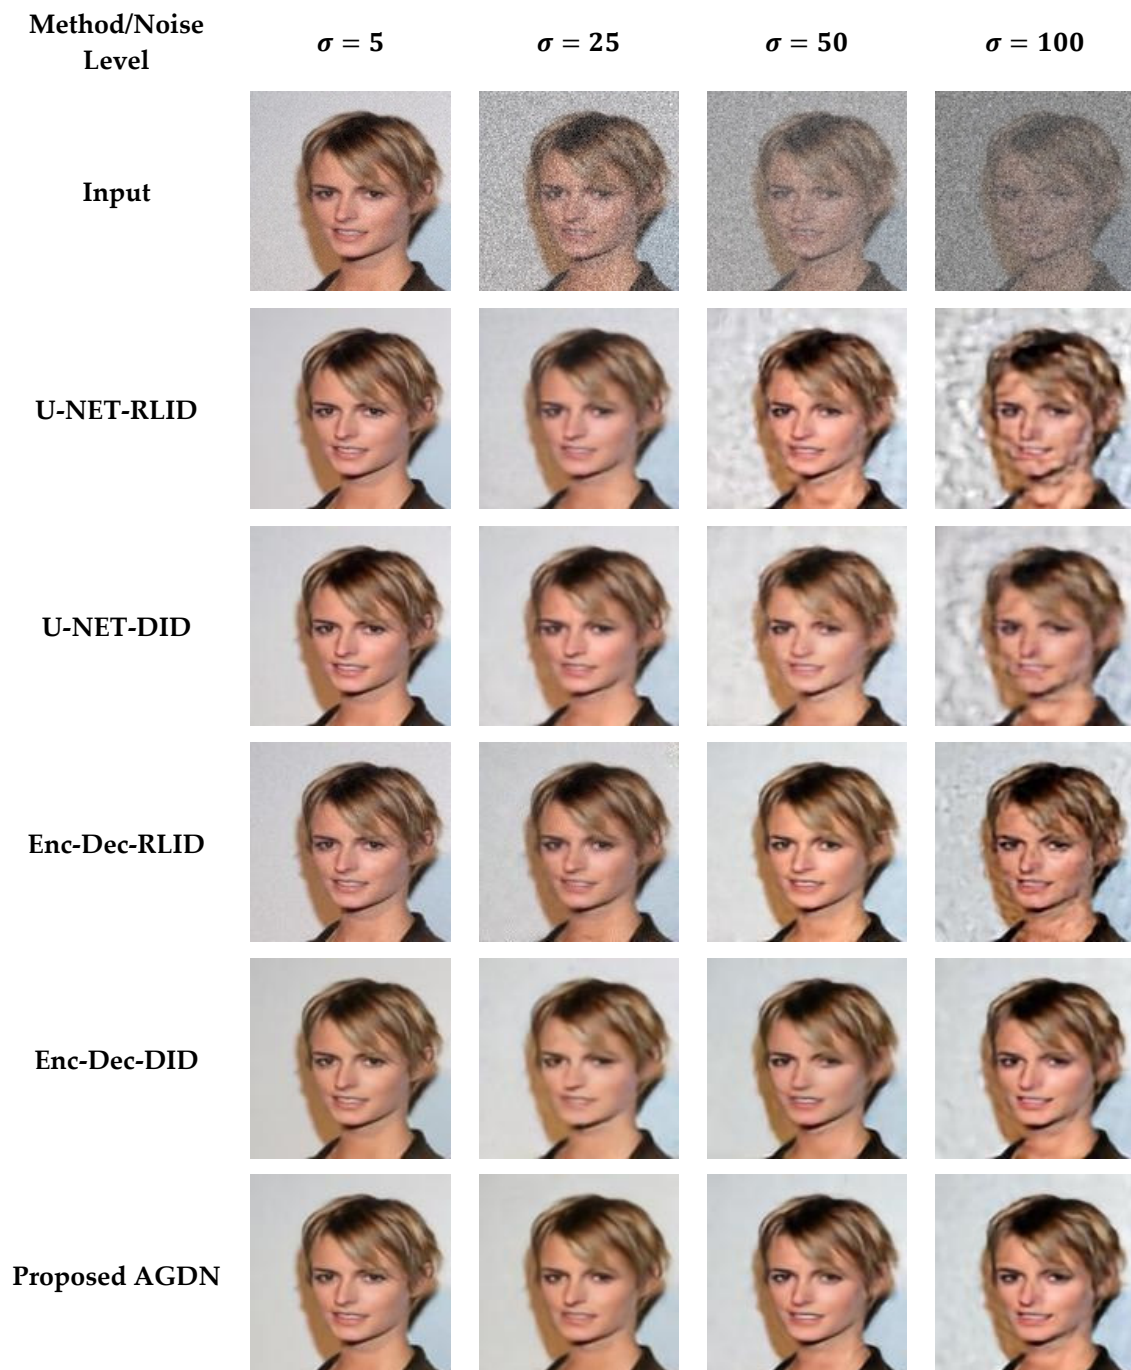 Method/Noise
Level
σ = 5
σ = 25
σ = 50
σ = 100
Input
U-NET-RLID
U-NET-DID
Enc-Dec-RLID
Enc-Dec-DID
Proposed AGDN